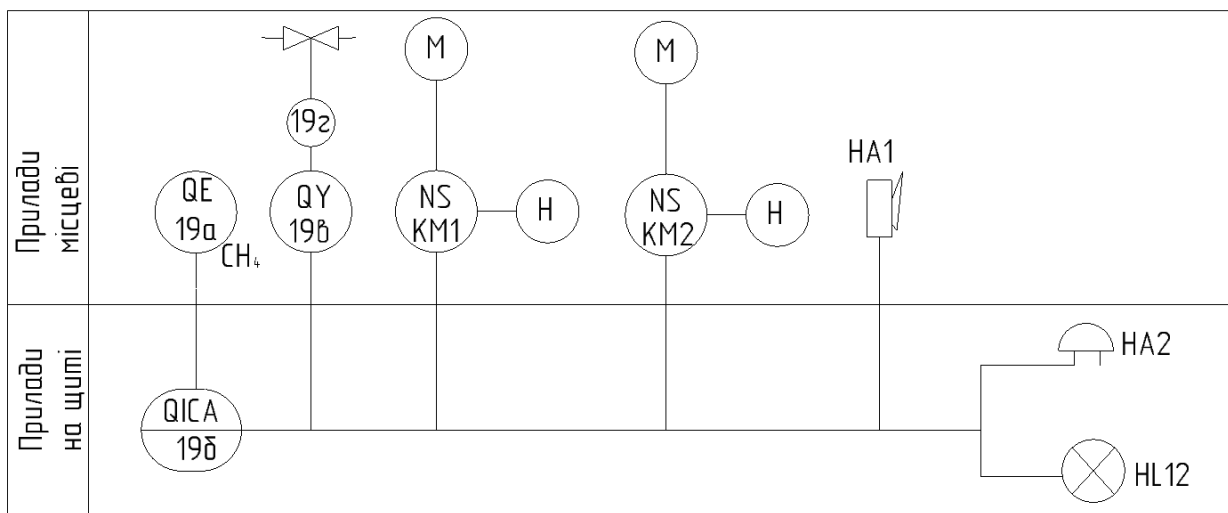 Прилади
місцеві
M
19г
QE
19а
CH₄
QY
19в
NS
KM1
H
M
NS
KM2
H
HA1
Прилади
на щиті
QICA
19б
HA2
HL12